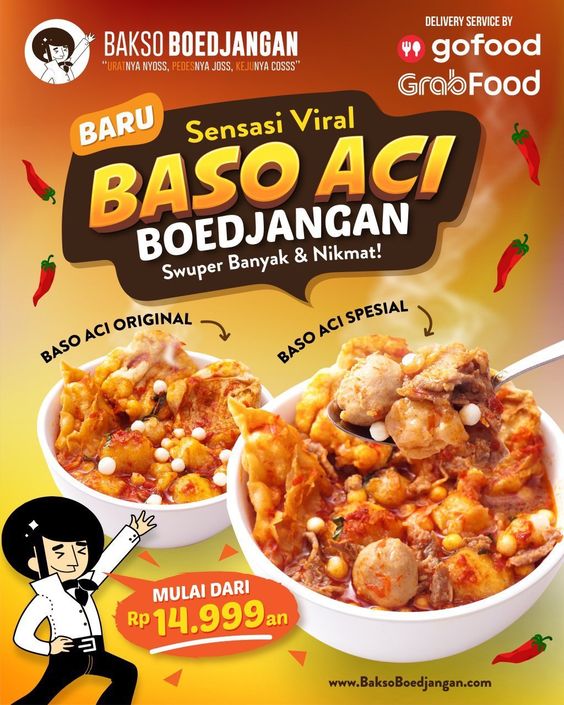 BAKSO BOEDJANGAN
"URATNYA NYOSS, PEDESNYA JOSS, KEJUNYA COSSS"
DELIVERY SERVICE BY
gofood
GrabFood
BARU
Sensasi Viral
BASO ACI
BOEDJANGAN
Swuper Banyak & Nikmat!
BASO ACI ORIGINAL
BASO ACI SPESIAL
MULAI DARI
Rp 14.999an
www.BaksoBoedjangan.com